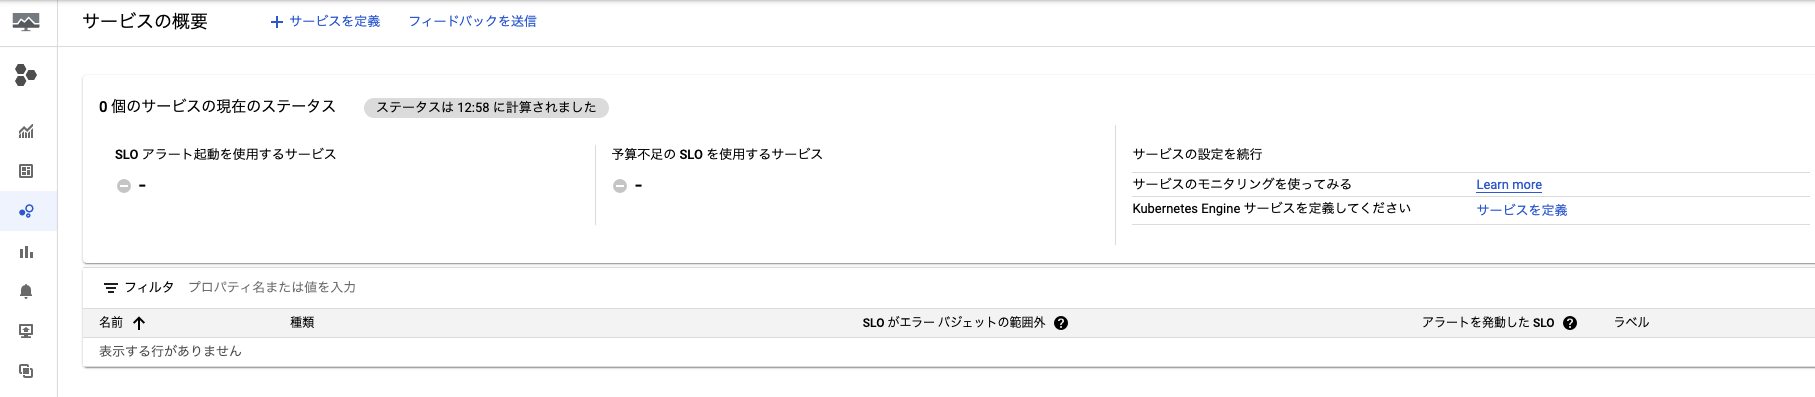 サービスの概要 サービスを定義 フィードバックを送信
0 個のサービスの現在のステータス ステータスは 12:58 に計算されました
SLO アラート起動を使用するサービス
-
予算不足の SLO を使用するサービス
-
サービスの設定を続行
サービスのモニタリングを使ってみる Learn more
Kubernetes Engine サービスを定義してください サービスを定義
フィルタ プロパティ名または値を入力
名前 種類 SLO がエラー バジェットの範囲外 アラートを発動した SLO ラベル
表示する行がありません